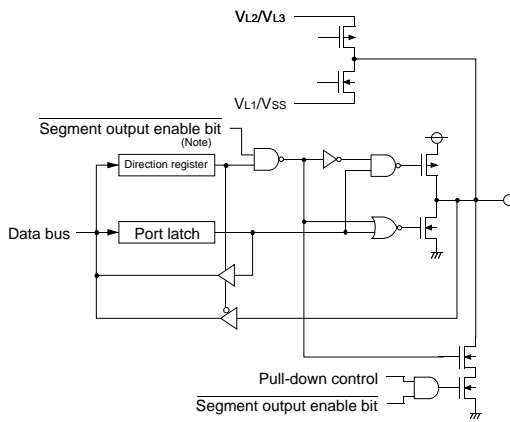 VL2/VL3
VL1/VSS
Segment output enable bit
(Note)
Direction register
Data bus
Port latch
Pull-down control
Segment output enable bit